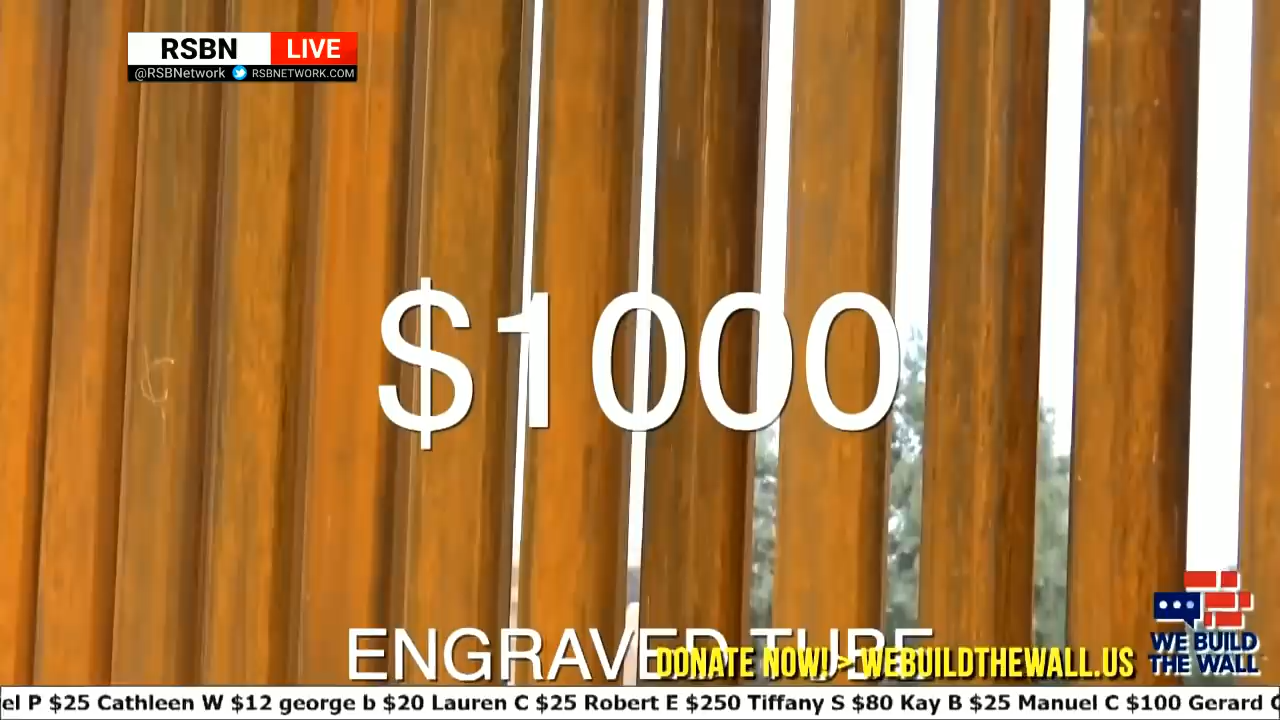 RSBN LIVE
@RSBNetwork RSBNETWORK.COM
$1000
ENGRAVED TUBE
DONATE NOW! > WEBUILDTHEWALL.US
WE BUILD
THE WALL
el P $25 Cathleen W $12 george b $20 Lauren C $25 Robert E $250 Tiffany S $80 Kay B $25 Manuel C $100 Gerard